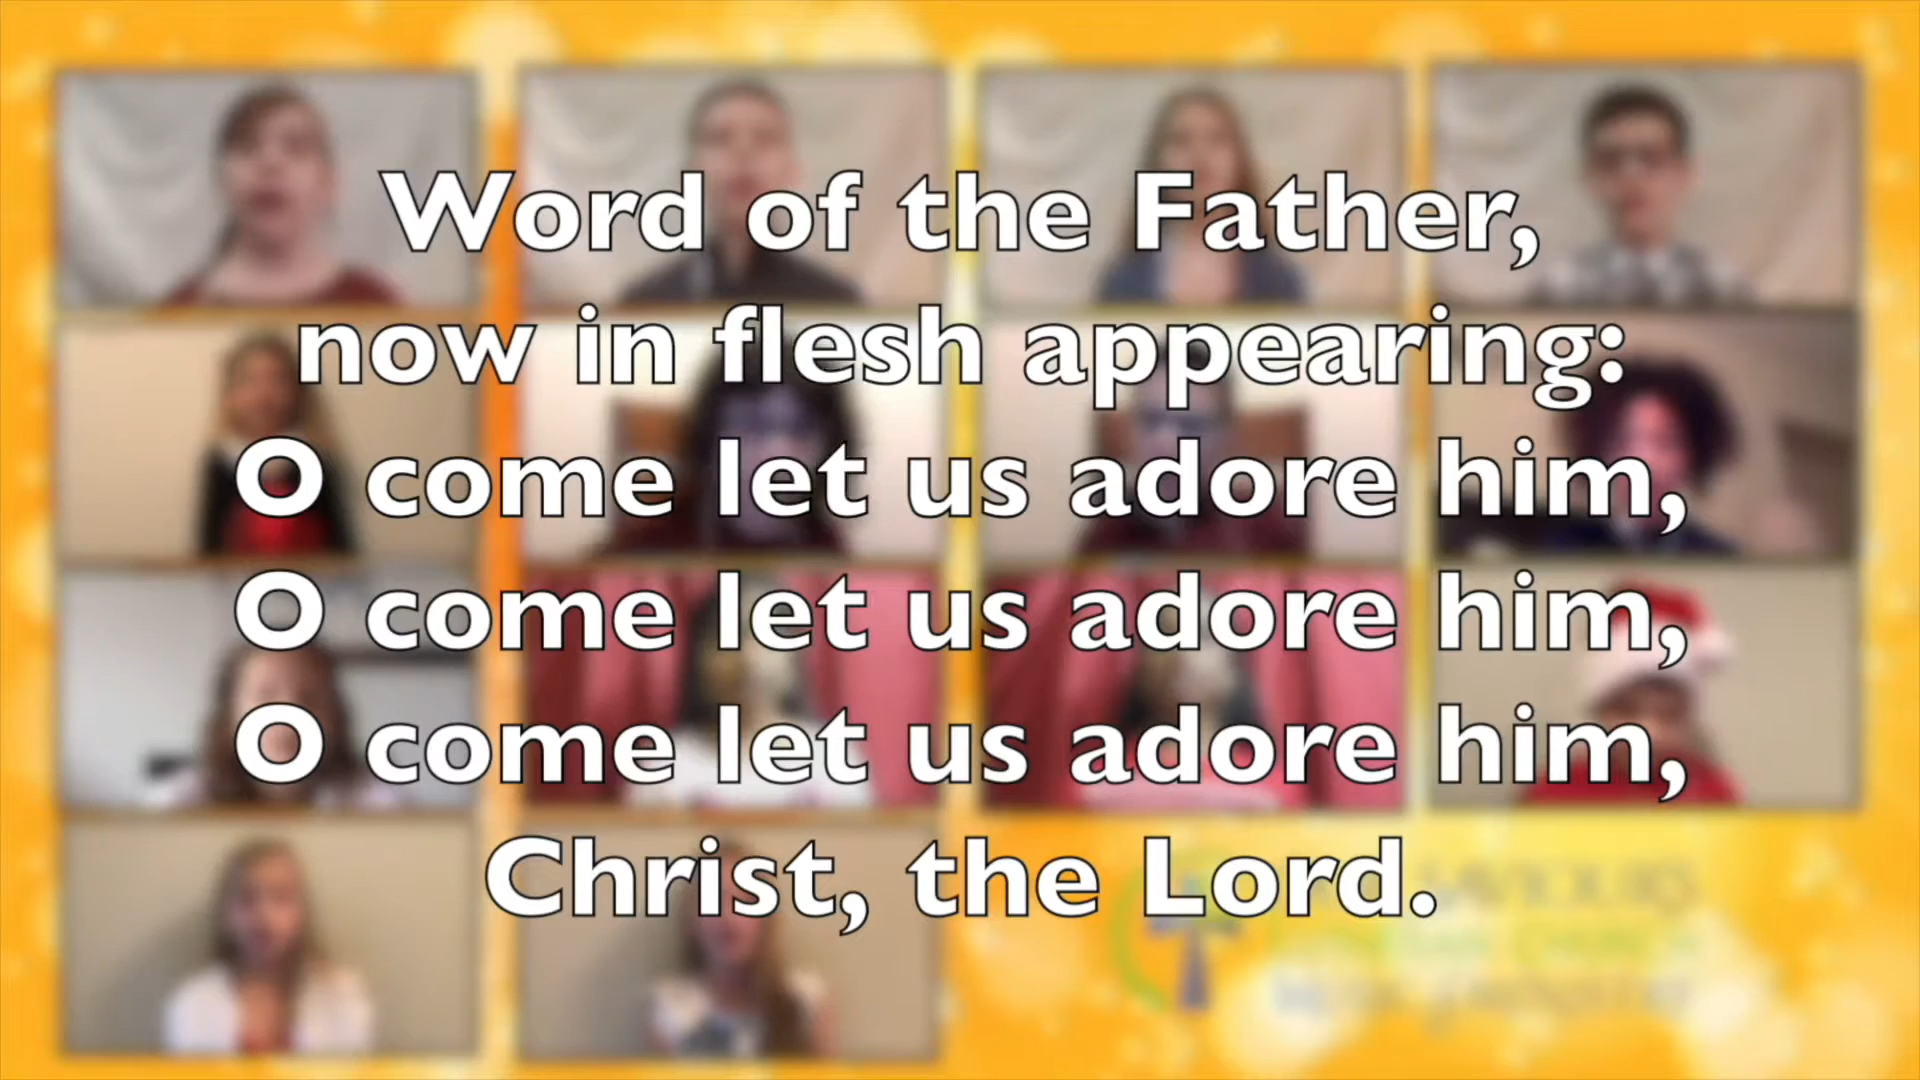 Word of the Father,
now in flesh appearing:
O come let us adore him,
O come let us adore him,
O come let us adore him,
Christ, the Lord.